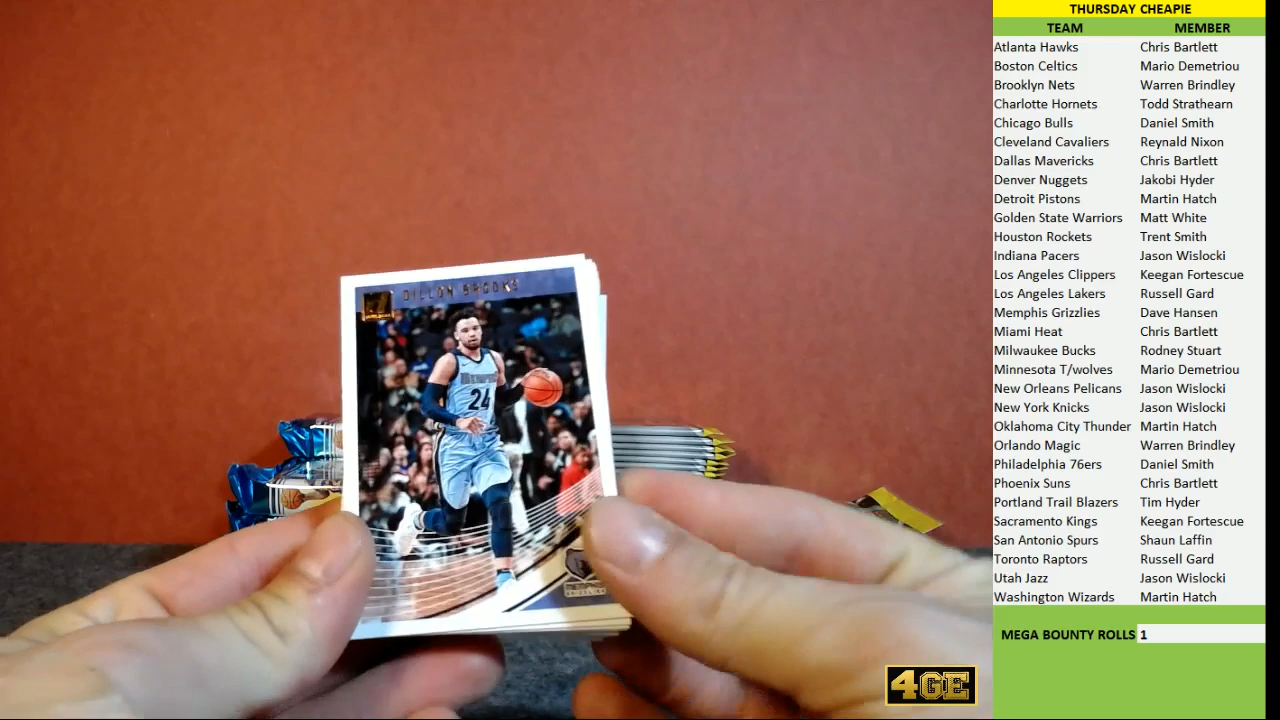 THURSDAY CHEAPIE
TEAM MEMBER
Atlanta Hawks Chris Bartlett
Boston Celtics Mario Demetriou
Brooklyn Nets Warren Brindley
Charlotte Hornets Todd Strathearn
Chicago Bulls Daniel Smith
Cleveland Cavaliers Reynald Nixon
Dallas Mavericks Chris Bartlett
Denver Nuggets Jakobi Hyder
Detroit Pistons Martin Hatch
Golden State Warriors Matt White
Houston Rockets Trent Smith
Indiana Pacers Jason Wislocki
Los Angeles Clippers Keegan Fortescue
Los Angeles Lakers Russell Gard
Memphis Grizzlies Dave Hansen
Miami Heat Chris Bartlett
Milwaukee Bucks Rodney Stuart
Minnesota T/wolves Mario Demetriou
New Orleans Pelicans Jason Wislocki
New York Knicks Jason Wislocki
Oklahoma City Thunder Martin Hatch
Orlando Magic Warren Brindley
Philadelphia 76ers Daniel Smith
Phoenix Suns Chris Bartlett
Portland Trail Blazers Tim Hyder
Sacramento Kings Keegan Fortescue
San Antonio Spurs Shaun Laffin
Toronto Raptors Russell Gard
Utah Jazz Jason Wislocki
Washington Wizards Martin Hatch
MEGA BOUNTY ROLLS 1
DILLON BROOKS
MEMPHIS
24
4GE